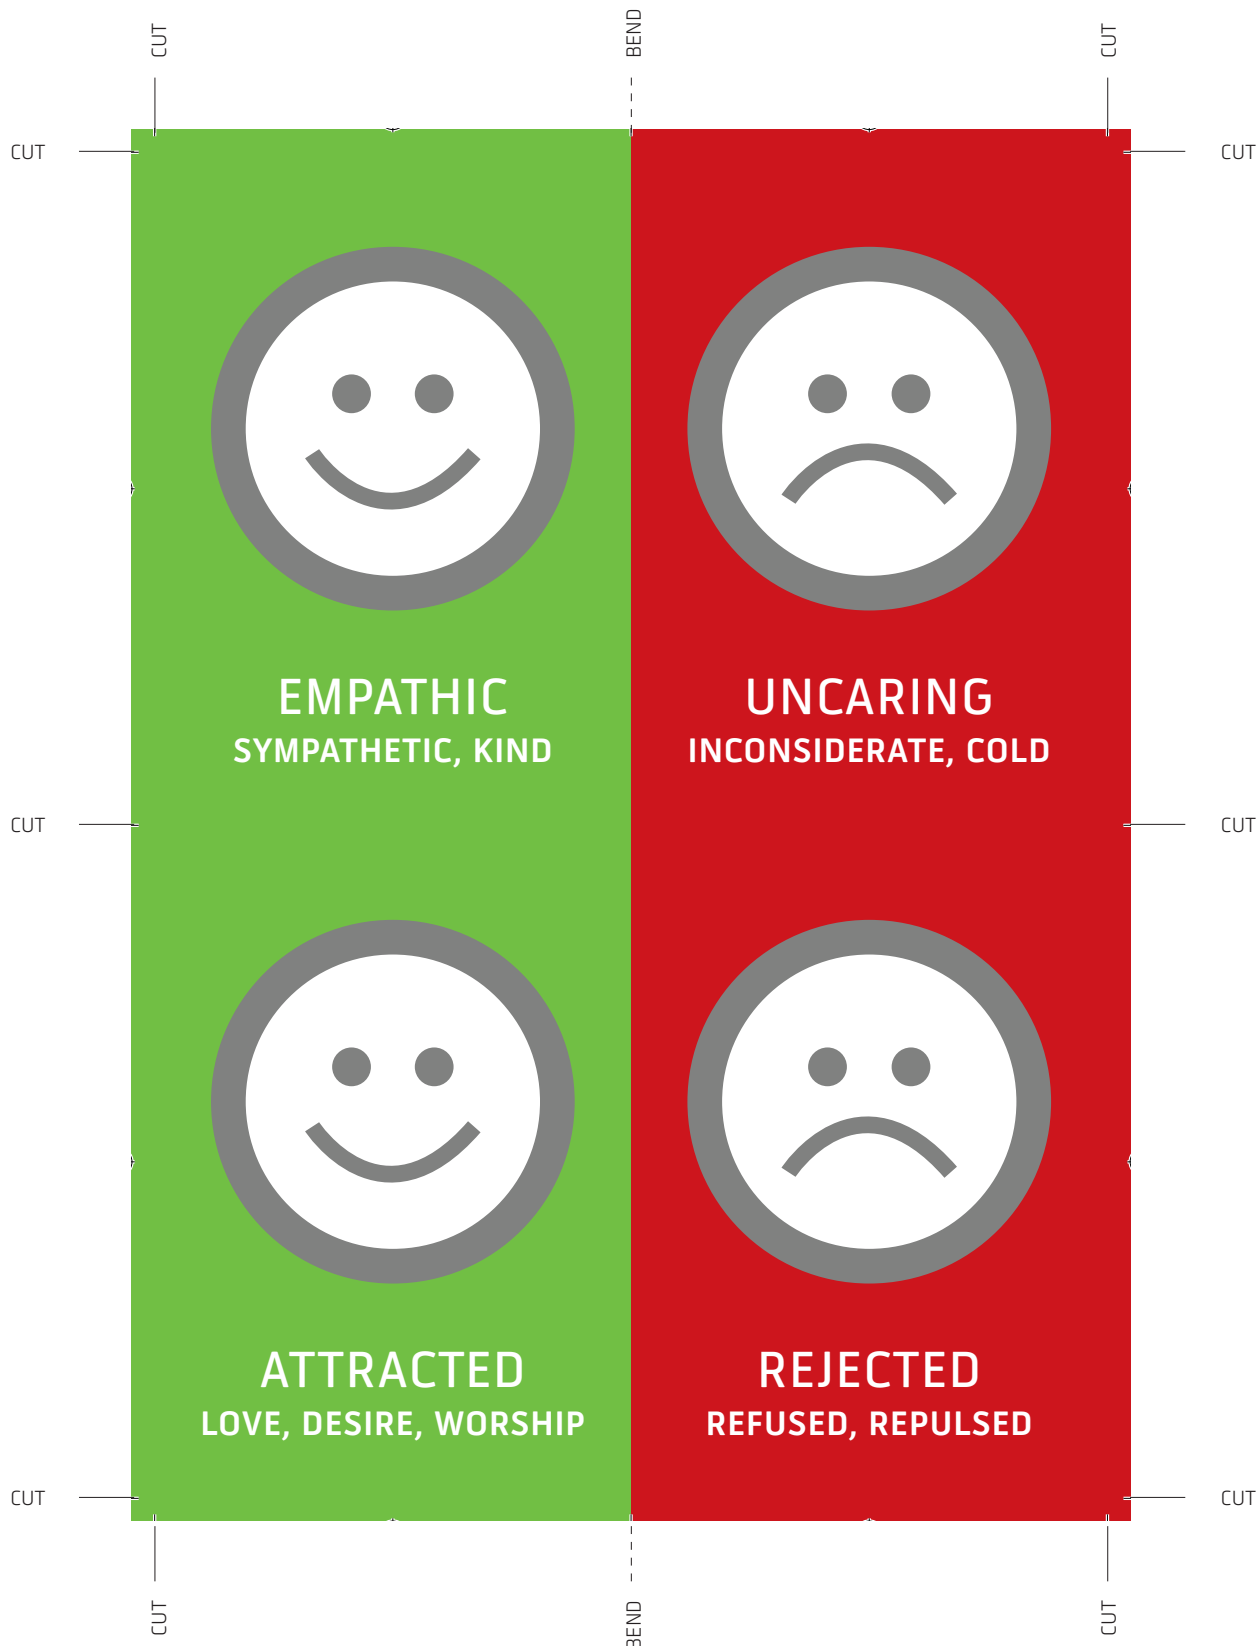 CUT
BEND
CUT
CUT
CUT
EMPATHIC
SYMPATHETIC, KIND
UNCARING
INCONSIDERATE, COLD
CUT
CUT
ATTRACTED
LOVE, DESIRE, WORSHIP
REJECTED
REFUSED, REPULSED
CUT
CUT
CUT
BEND
CUT